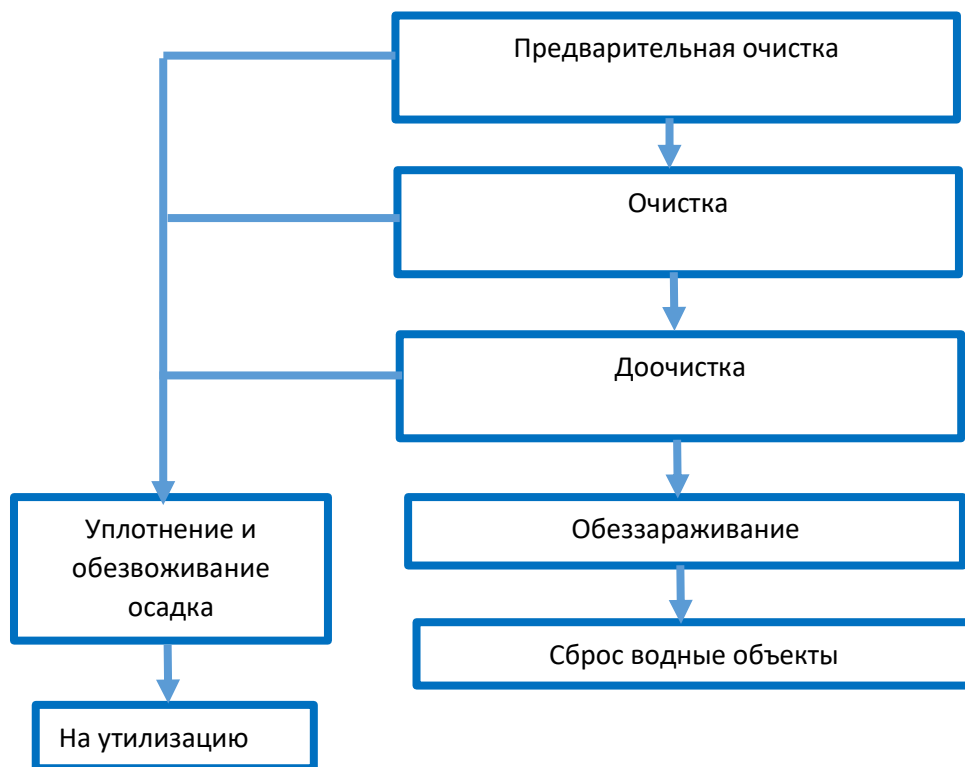 Предварительная очистка
Очистка
Доочистка
Уплотнение и
обезвоживание
осадка
Обеззараживание
Сброс водные объекты
На утилизацию